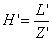 H' = L'/Z'